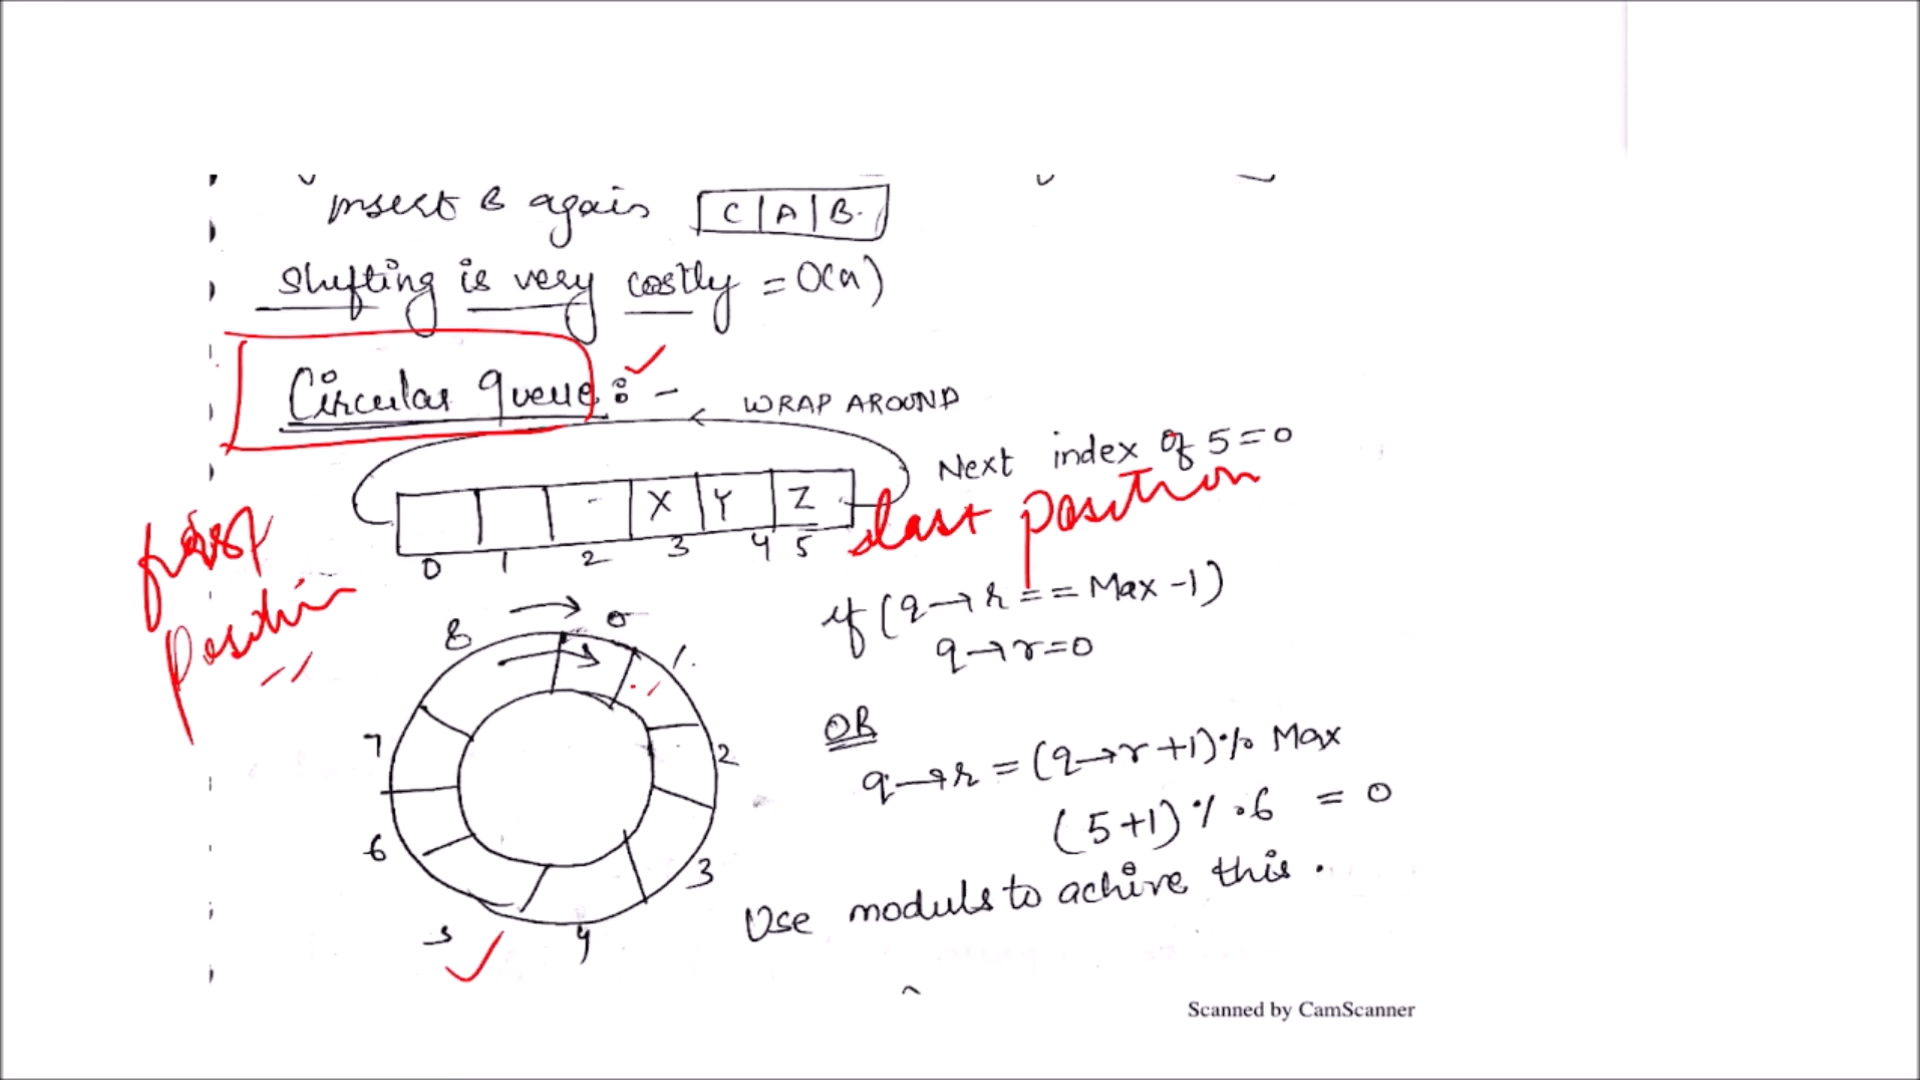 insert B again C A B.
Shifting is very costly = O(n)
Circular queue : -
WRAP AROUND
Next index of 5 = 0
X Y Z
last position
0 1 2 3 4 5
first
position
if (q→r == Max -1)
q→r = 0
8 0 1 2 3 4 5 6 7
OR
q→r = (q→r + 1) % Max
(5+1) % 6 = 0
Use moduls to achive this .
Scanned by CamScanner